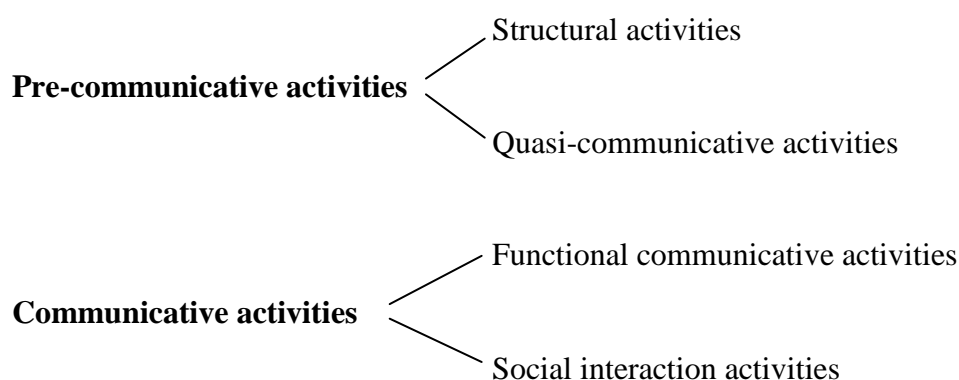 Structural activities
Pre-communicative activities
Quasi-communicative activities
Functional communicative activities
Communicative activities
Social interaction activities